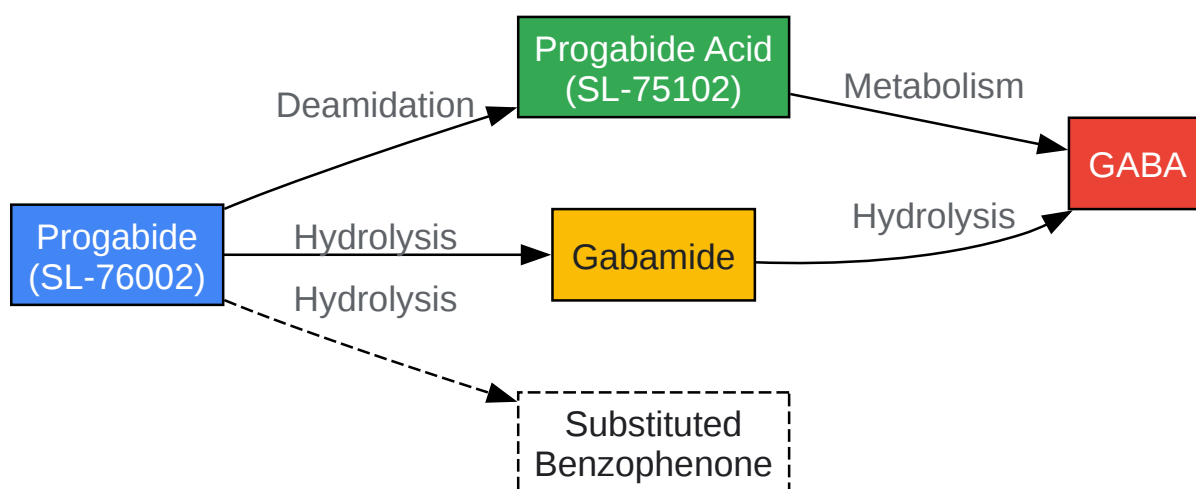 Progabide Acid
(SL-75102)
Deamidation
Metabolism
GABA
Progabide
(SL-76002)
Hydrolysis
Gabamide
Hydrolysis
Hydrolysis
Substituted
Benzophenone